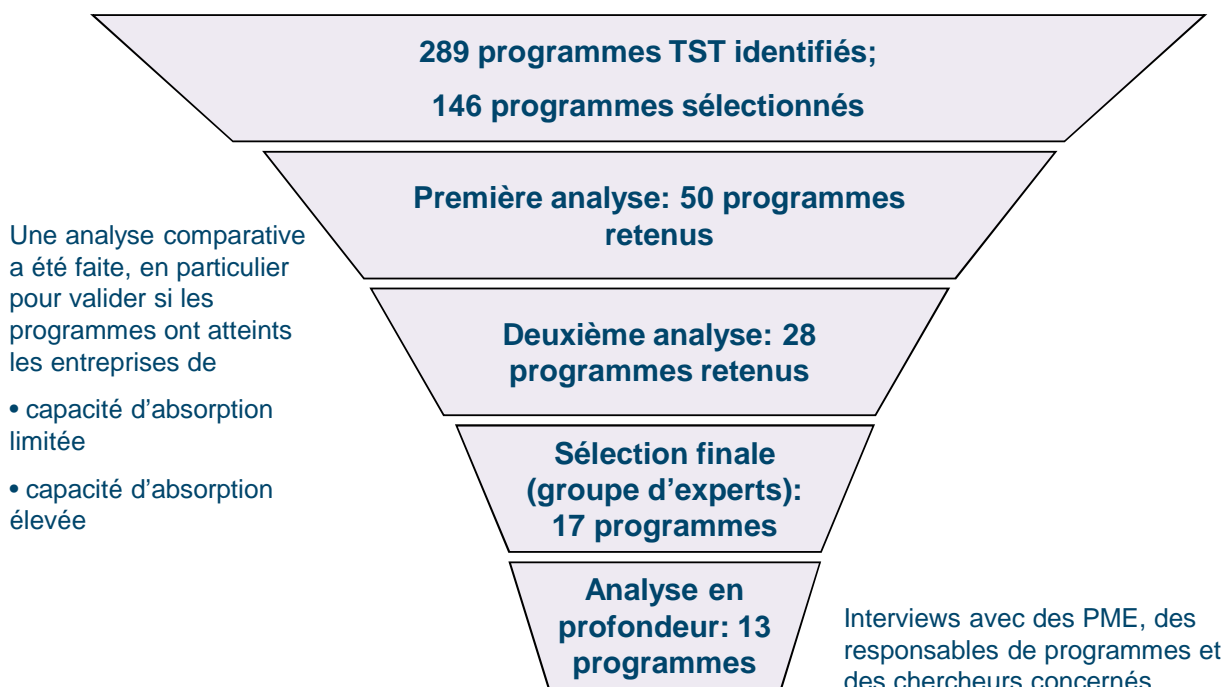 289 programmes TST identifiés;
146 programmes sélectionnés
Première analyse: 50 programmes
retenus
Une analyse comparative
a été faite, en particulier
pour valider si les
programmes ont atteints
les entreprises de
• capacité d’absorption
limitée
• capacité d’absorption
élevée
Deuxième analyse: 28
programmes retenus
Sélection finale
(groupe d’experts):
17 programmes
Analyse en
profondeur: 13
programmes
Interviews avec des PME, des
responsables de programmes et
des chercheurs concernés